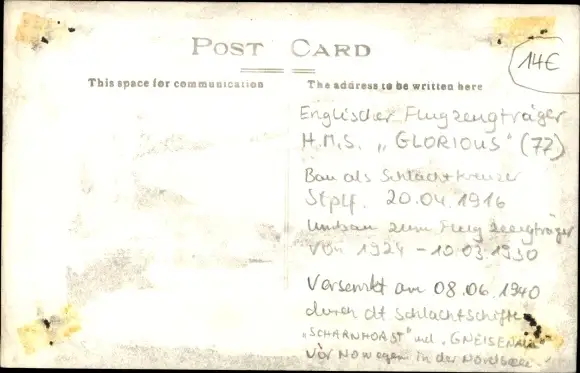 POST CARD
14€
This space for communication
The address to be written here
Englischer Flugzeugträger
H.M.S. „GLORIOUS" (77)
Bau als Schlachtkreuzer
Stplf. 20.04.1916
Umbau zum Flugzeugträger
von 1924 - 10.03.1930
Versenkt am 08.06.1940
durch dt Schlachtschiffe
„SCHARNHORST" und „GNEISENAU"
vor Nowegen in der Nordsee